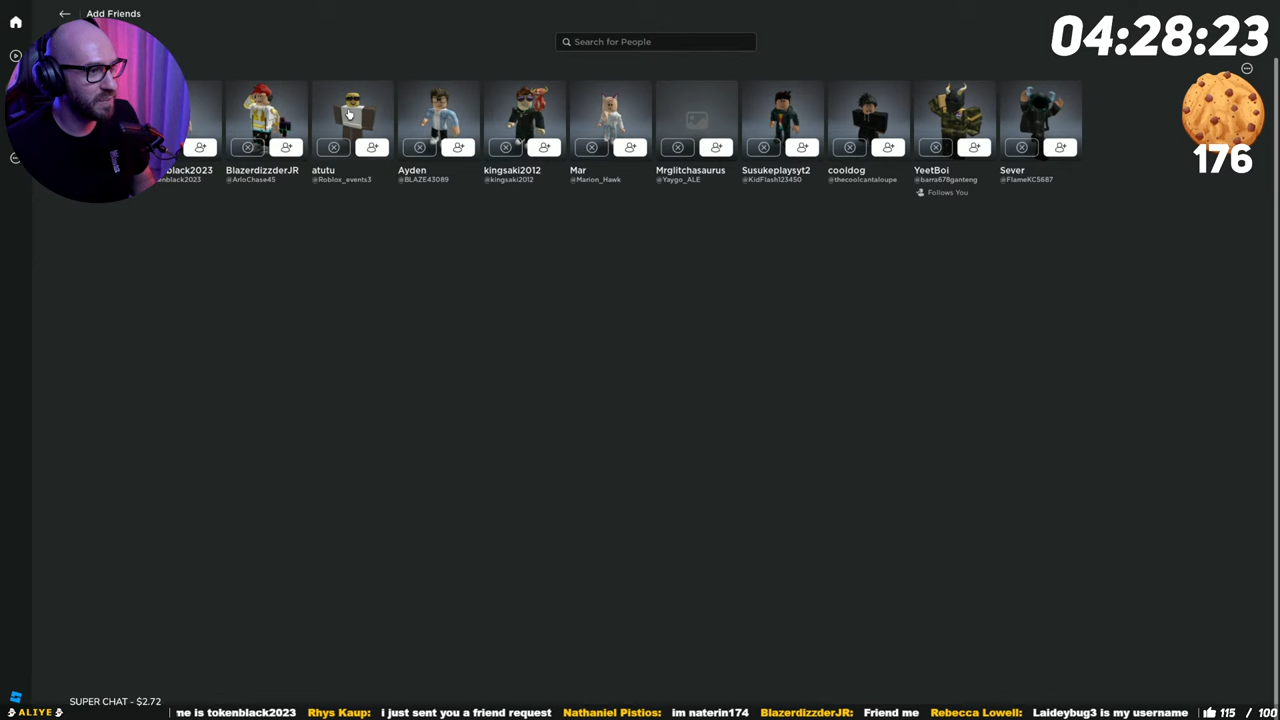 Add Friends
Search for People
04:28:23
176
black2023
BlazerdizzderJR
atutu
Ayden
kingsaki2012
Mar
Mrglitchasaurus
Susukeplaysyt2
cooldog
YeetBoi
Sever
enblack2023
@ArloChase45
@Roblox_events3
@BLAZE43089
@kingsaki2012
@Marion_Hawk
@Yaygo_ALE
@KidFlash123450
@thecoolcantaloupe
@barra678ganteng
@FlameKC5687
Follows You
SUPER CHAT - $2.72
ALIYE
me is tokenblack2023 Rhys Kaup: i just sent you a friend request Nathaniel Pistios: im naterin174 BlazerdizzderJR: Friend me Rebecca Lowell: Laideybug3 is my username
115 / 100